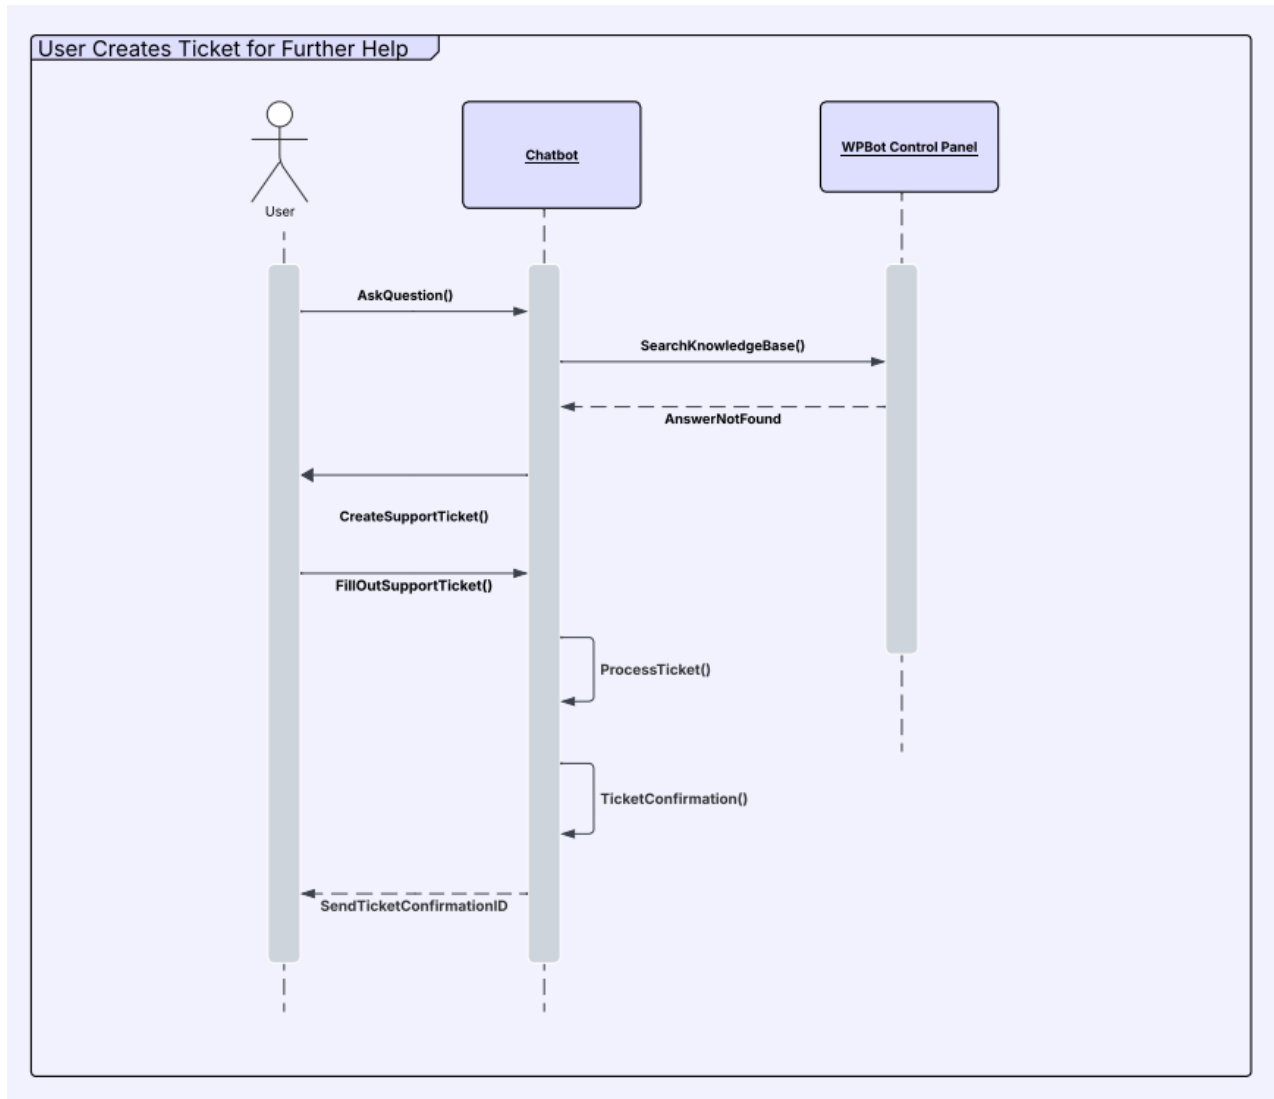 User Creates Ticket for Further Help
User
Chatbot
WPBot Control Panel
AskQuestion()
SearchKnowledgeBase()
AnswerNotFound
CreateSupportTicket()
FillOutSupportTicket()
ProcessTicket()
TicketConfirmation()
SendTicketConfirmationID